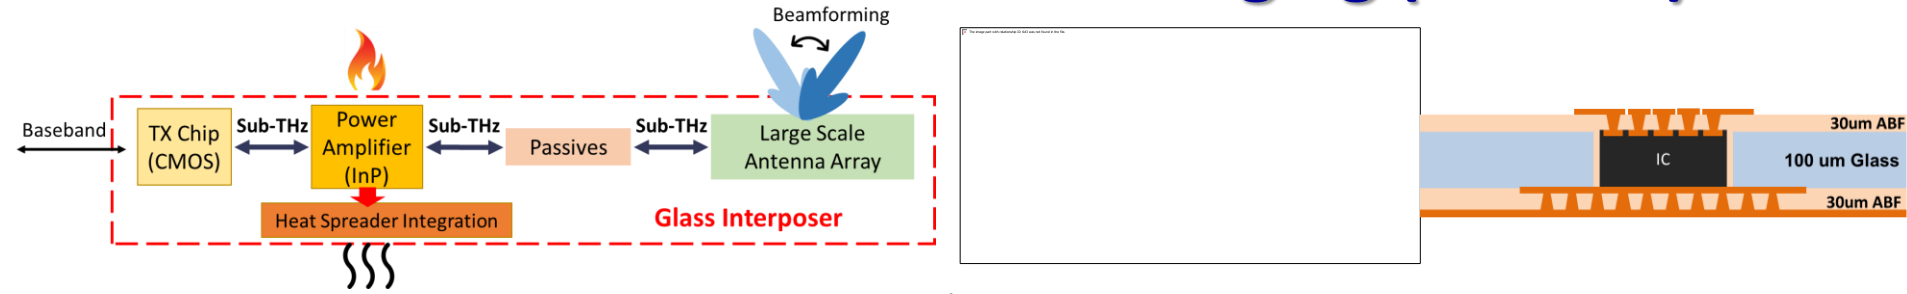 Beamforming
Baseband
TX Chip
(CMOS)
Sub-THz
Power
Amplifier
(InP)
Sub-THz
Passives
Sub-THz
Large Scale
Antenna Array
Heat Spreader Integration
Glass Interposer
30um ABF
IC
100 um Glass
30um ABF